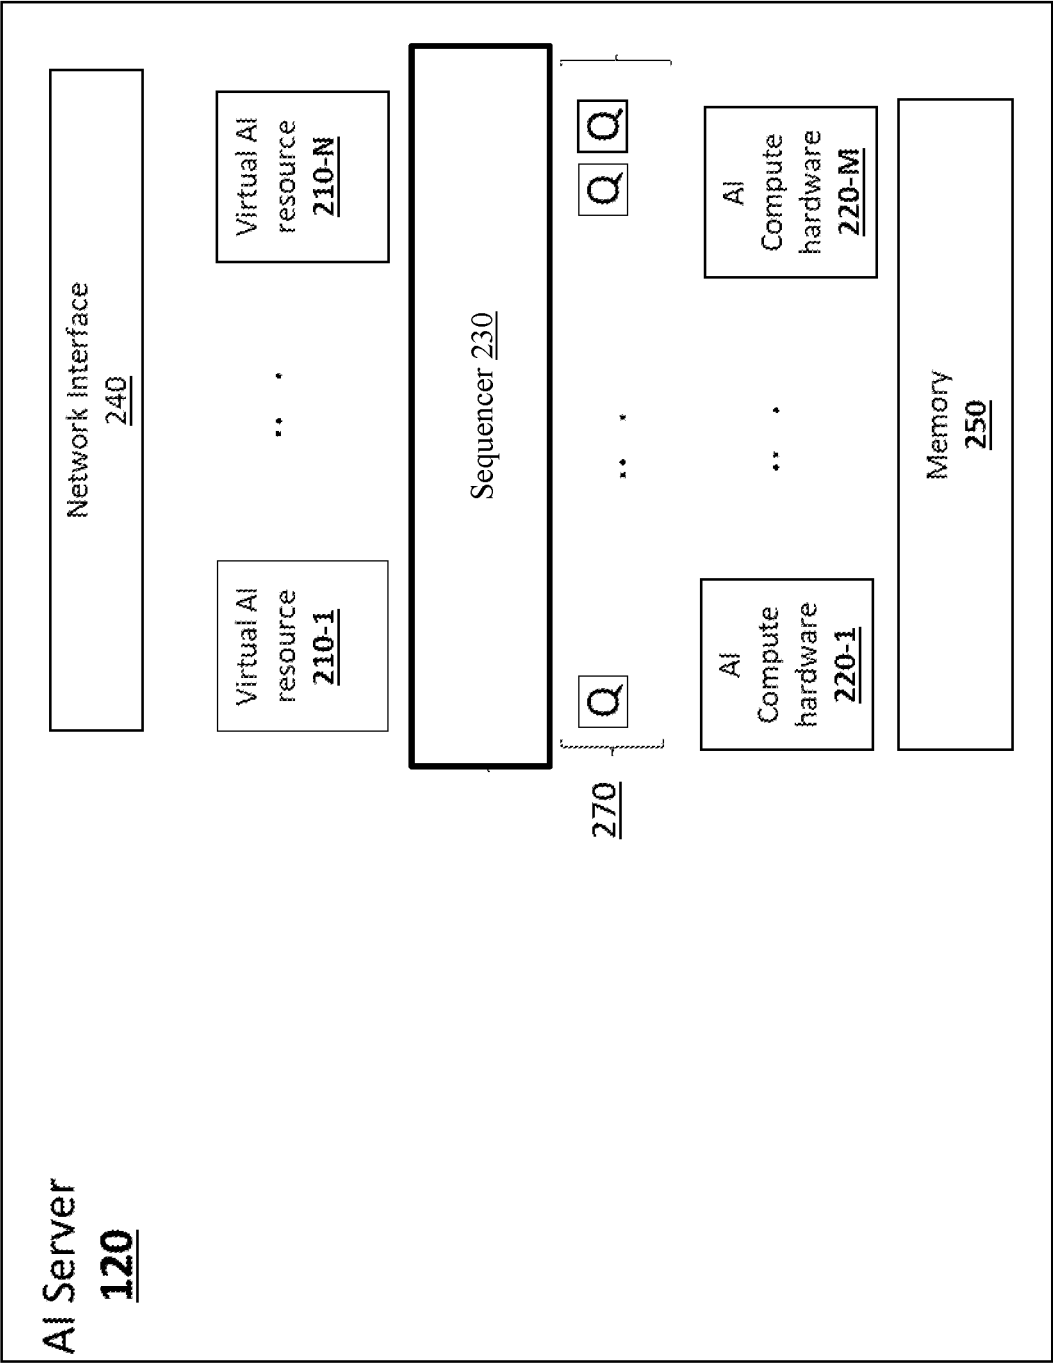 AI Server
120
Network Interface
240
Virtual AI
resource
210-1
Virtual AI
resource
210-N
Sequencer 230
270
Q
Q
Q
AI
Compute
hardware
220-1
AI
Compute
hardware
220-M
Memory
250